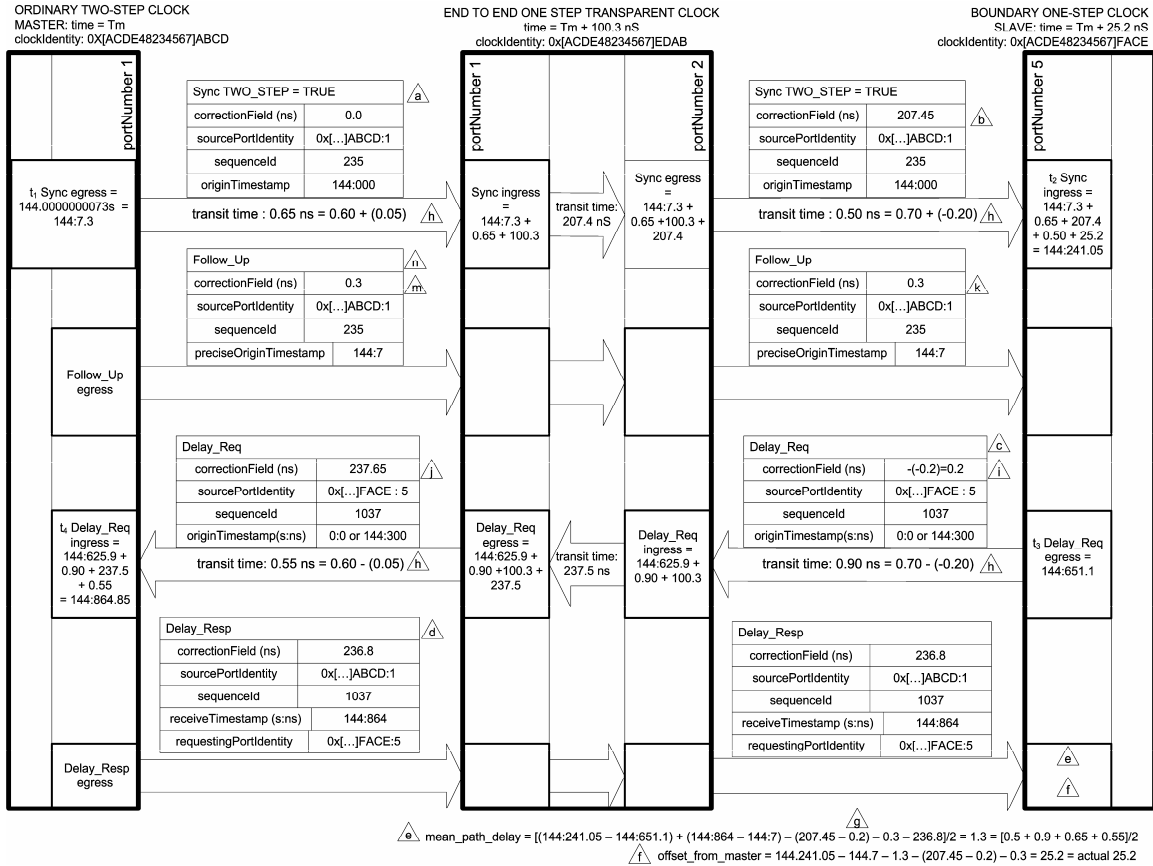 ORDINARY TWO-STEP CLOCK
MASTER: time = Tm
clockIdentity: 0X[ACDE48234567]ABCD
END TO END ONE STEP TRANSPARENT CLOCK
time = Tm + 100.3 nS
clockIdentity: 0x[ACDE48234567]EDAB
BOUNDARY ONE-STEP CLOCK
SLAVE: time = Tm + 25.2 nS
clockIdentity: 0x[ACDE48234567]FACE
portNumber 1
portNumber 1
portNumber 2
portNumber 5
Sync TWO_STEP = TRUE
a
correctionField (ns) 0.0
sourcePortIdentity 0x[...]ABCD:1
sequenceId 235
originTimestamp 144:000
Sync TWO_STEP = TRUE
correctionField (ns) 207.45
b
sourcePortIdentity 0x[...]ABCD:1
sequenceId 235
originTimestamp 144:000
t1 Sync egress =
144.0000000073s =
144:7.3
transit time : 0.65 ns = 0.60 + (0.05)
h
Sync ingress
=
144:7.3 +
0.65 + 100.3
transit time:
207.4 nS
Sync egress
=
144:7.3 +
0.65 +100.3 +
207.4
transit time : 0.50 ns = 0.70 + (-0.20)
h
t2 Sync
ingress =
144:7.3 +
0.65 + 207.4
+ 0.50 + 25.2
= 144:241.05
Follow_Up
n
correctionField (ns) 0.3
m
sourcePortIdentity 0x[...]ABCD:1
sequenceId 235
preciseOriginTimestamp 144:7
Follow_Up
correctionField (ns) 0.3
k
sourcePortIdentity 0x[...]ABCD:1
sequenceId 235
preciseOriginTimestamp 144:7
Follow_Up
egress
Delay_Req
correctionField (ns) 237.65
j
sourcePortIdentity 0x[...]FACE : 5
sequenceId 1037
originTimestamp(s:ns) 0:0 or 144:300
Delay_Req
c
correctionField (ns) -(-0.2)=0.2
i
sourcePortIdentity 0x[...]FACE : 5
sequenceId 1037
originTimestamp(s:ns) 0:0 or 144:300
t4 Delay_Req
ingress =
144:625.9 +
0.90 + 237.5
+ 0.55
= 144:864.85
transit time: 0.55 ns = 0.60 - (0.05)
h
Delay_Req
egress =
144:625.9 +
0.90 +100.3 +
237.5
transit time:
237.5 ns
Delay_Req
ingress =
144:625.9 +
0.90 + 100.3
transit time: 0.90 ns = 0.70 - (-0.20)
h
t3 Delay_Req
egress =
144:651.1
Delay_Resp
d
correctionField (ns) 236.8
sourcePortIdentity 0x[...]ABCD:1
sequenceId 1037
receiveTimestamp (s:ns) 144:864
requestingPortIdentity 0x[...]FACE:5
Delay_Resp
correctionField (ns) 236.8
sourcePortIdentity 0x[...]ABCD:1
sequenceId 1037
receiveTimestamp (s:ns) 144:864
requestingPortIdentity 0x[...]FACE:5
Delay_Resp
egress
e
f
g
e mean_path_delay = [(144:241.05 – 144:651.1) + (144:864 – 144:7) – (207.45 – 0.2) – 0.3 – 236.8]/2 = 1.3 = [0.5 + 0.9 + 0.65 + 0.55]/2
f offset_from_master = 144.241.05 – 144.7 – 1.3 – (207.45 – 0.2) – 0.3 = 25.2 = actual 25.2